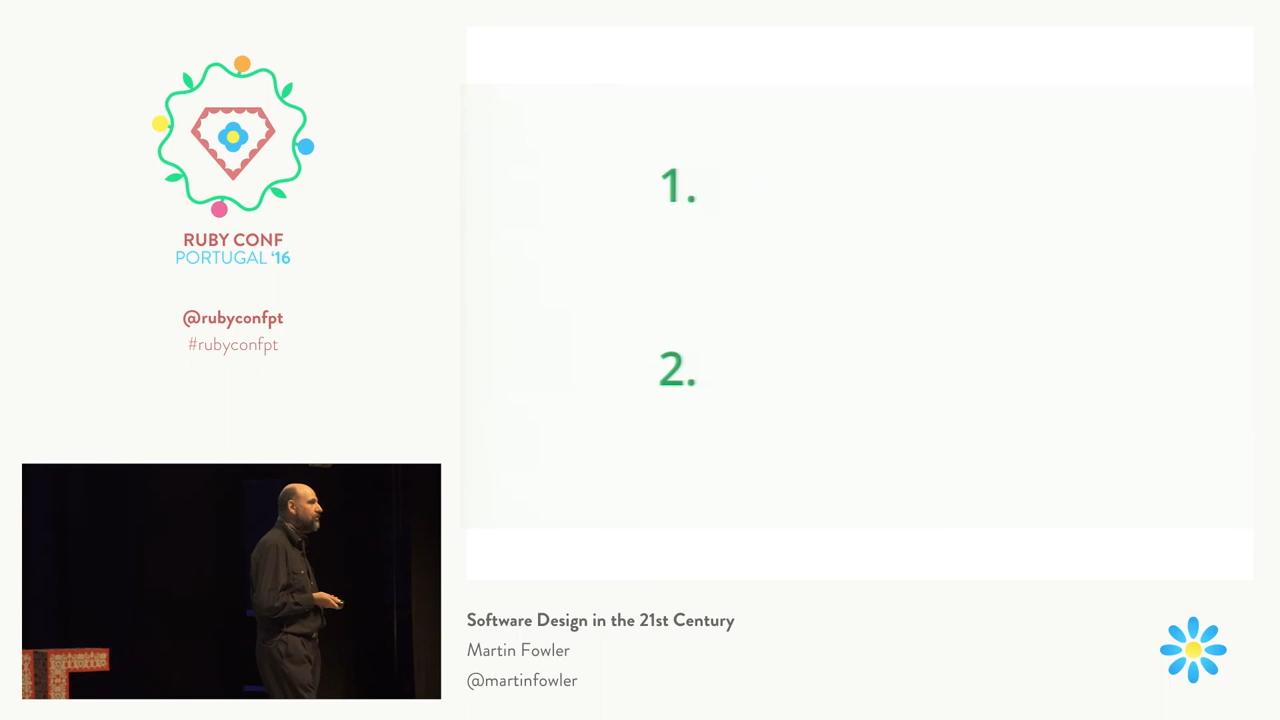 RUBY CONF
PORTUGAL ‘16
@rubyconfpt
#rubyconfpt
1.
2.
Software Design in the 21st Century
Martin Fowler
@martinfowler